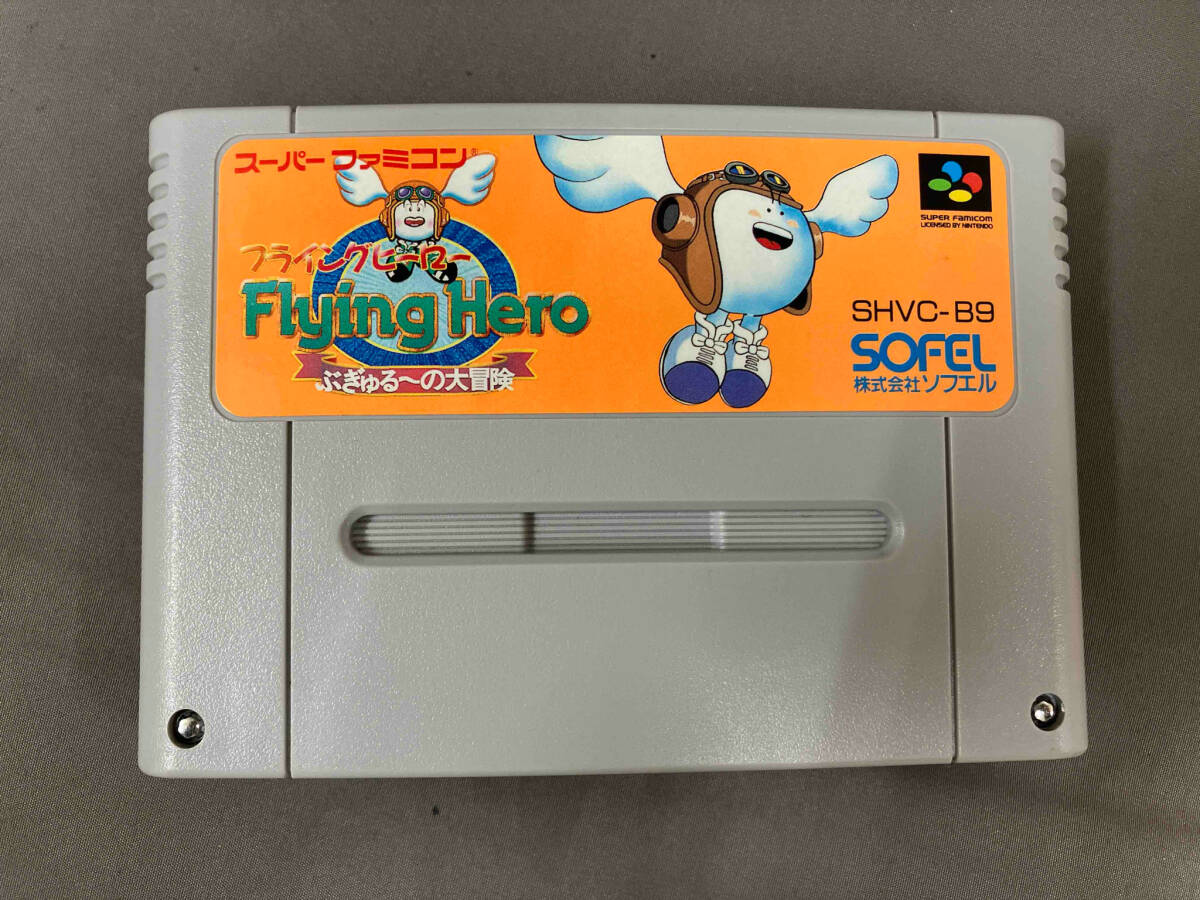 スーパー ファミコン®
フライングヒーロー
Flying Hero
ぶぎゅる〜の大冒険
SUPER FAMICOM
LICENSED BY NINTENDO
SHVC-B9
SOFEL
株式会社 ソフエル